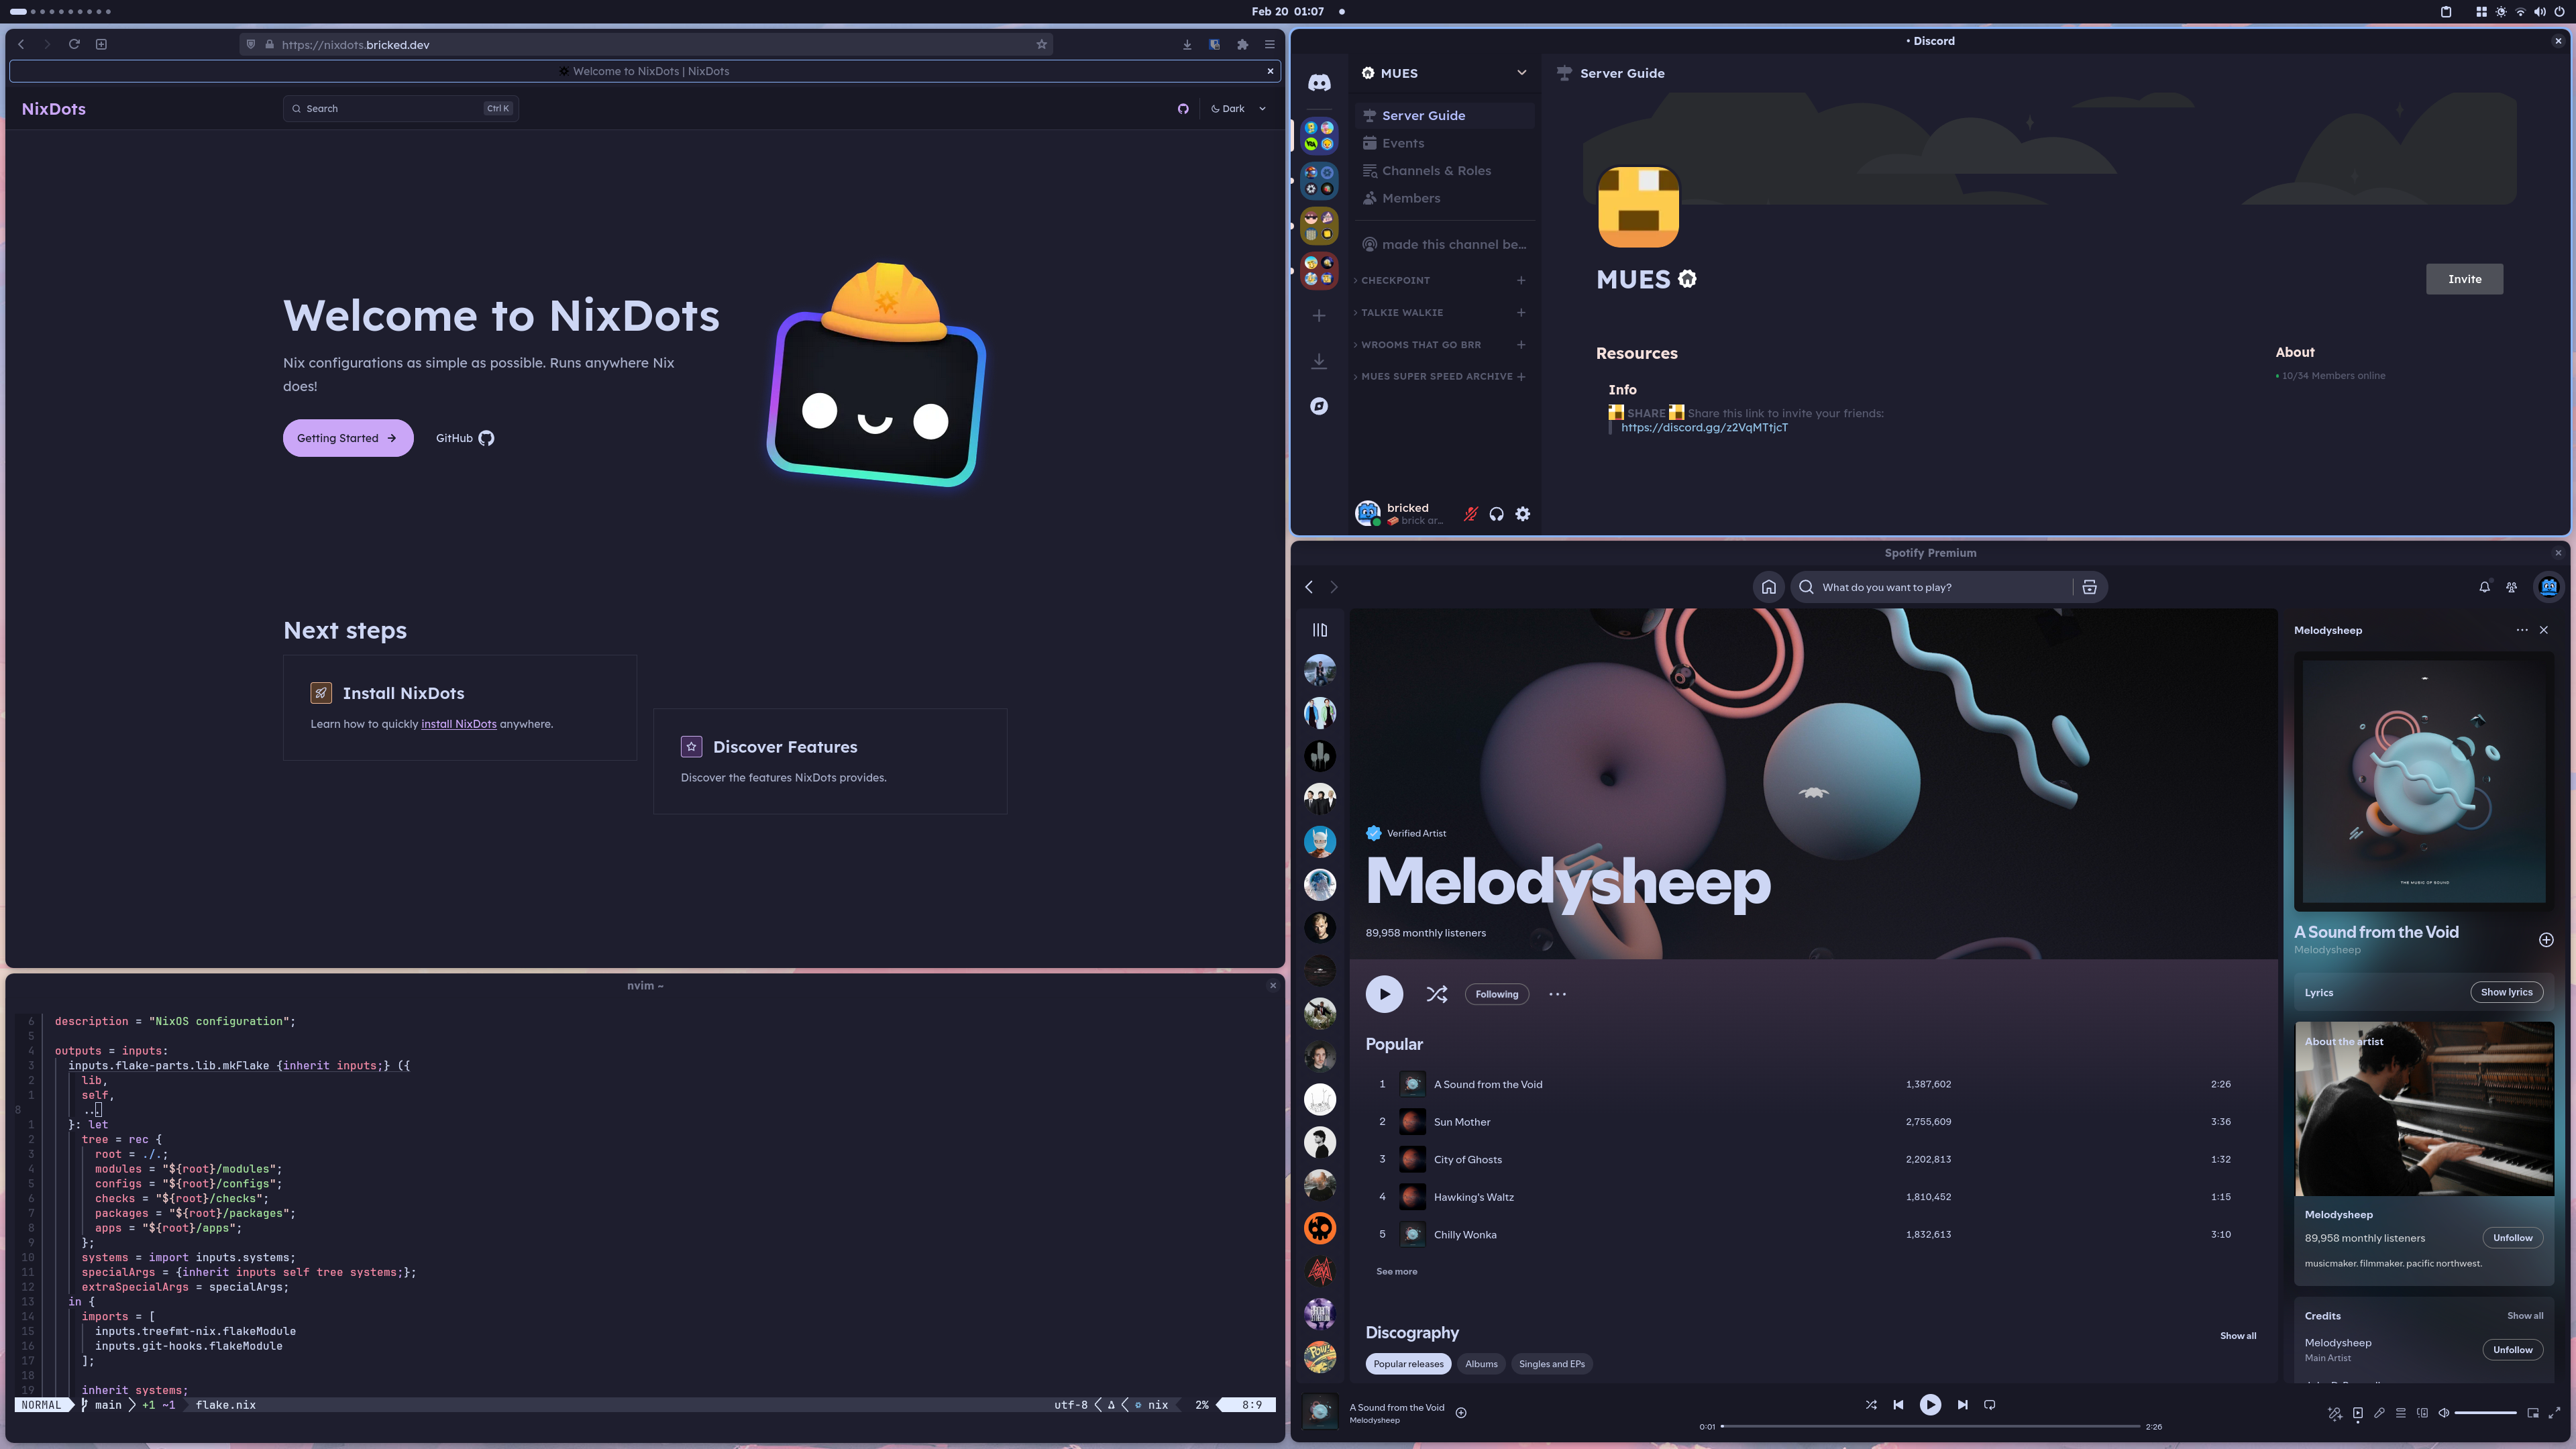 Feb 20 01:07
https://nixdots.bricked.dev
Welcome to NixDots | NixDots
NixDots
Search
Ctrl K
Dark
Welcome to NixDots
Nix configurations as simple as possible. Runs anywhere Nix
does!
Getting Started
GitHub
Next steps
Install NixDots
Learn how to quickly install NixDots anywhere.
Discover Features
Discover the features NixDots provides.
nvim ~
6 description = "NixOS configuration";
5
4 outputs = inputs:
3 inputs.flake-parts.lib.mkFlake {inherit inputs;} ({
2 lib,
1 self,
8 ...
1 }: let
2 tree = rec {
3 root = ./.;
4 modules = "${root}/modules";
5 configs = "${root}/configs";
6 checks = "${root}/checks";
7 packages = "${root}/packages";
8 apps = "${root}/apps";
9 };
10 systems = import inputs.systems;
11 specialArgs = {inherit inputs self tree systems;};
12 extraSpecialArgs = specialArgs;
13 in {
14 imports = [
15 inputs.treefmt-nix.flakeModule
16 inputs.git-hooks.flakeModule
17 ];
18
19 inherit systems;
NORMAL main +1 ~1 flake.nix utf-8 nix 2% 8:9
• Discord
MUES
Server Guide
Events
Channels & Roles
Members
made this channel be...
CHECKPOINT
TALKIE WALKIE
WROOMS THAT GO BRR
MUES SUPER SPEED ARCHIVE
bricked
brick ar...
Server Guide
MUES
Invite
Resources
Info
SHARE Share this link to invite your friends:
https://discord.gg/z2VqMTtjcT
About
10/34 Members online
Spotify Premium
What do you want to play?
Verified Artist
Melodysheep
89,958 monthly listeners
Following
Popular
1 A Sound from the Void 1,387,602 2:26
2 Sun Mother 2,755,609 3:36
3 City of Ghosts 2,202,813 1:32
4 Hawking's Waltz 1,810,452 1:15
5 Chilly Wonka 1,832,613 3:10
See more
Discography
Show all
Popular releases
Albums
Singles and EPs
Melodysheep
THE MUSIC OF SOUND
A Sound from the Void
Melodysheep
Lyrics
Show lyrics
About the artist
Melodysheep
89,958 monthly listeners
Unfollow
musicmaker. filmmaker. pacific northwest.
Credits
Show all
Melodysheep
Main Artist
Unfollow
A Sound from the Void
Melodysheep
0:01
2:26